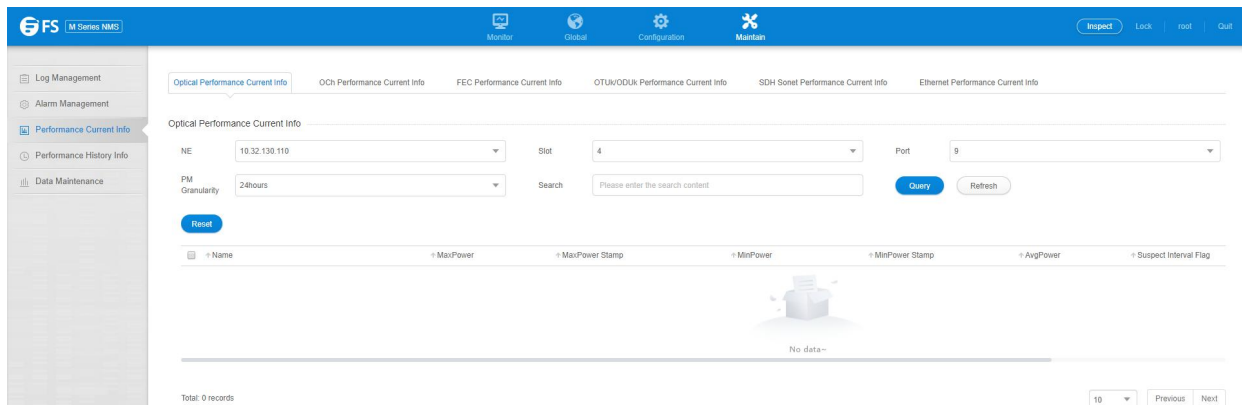 FS M Series NMS
Monitor Global Configuration Maintain
Inspect Lock root Quit
Log Management
Alarm Management
Performance Current Info
Performance History Info
Data Maintenance
Optical Performance Current Info OCh Performance Current Info FEC Performance Current Info OTUk/ODUk Performance Current Info SDH Sonet Performance Current Info Ethernet Performance Current Info
Optical Performance Current Info
NE 10.32.130.110 Slot 4 Port 9
PM Granularity 24hours Search Please enter the search content Query Refresh
Reset
Name MaxPower MaxPower Stamp MinPower MinPower Stamp AvgPower Suspect Interval Flag
No data~
Total: 0 records 10 Previous Next